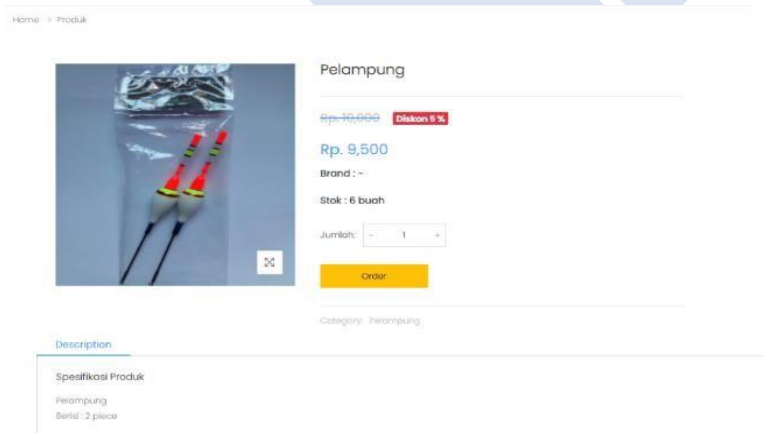 Home > Produk
Pelampung
Rp. 10,000 Diskon 5 %
Rp. 9,500
Brand : -
Stok : 6 buah
Jumlah: - 1 +
Order
Category: Pelampung
Description
Spesifikasi Produk
Pelampung
Berisi : 2 piece